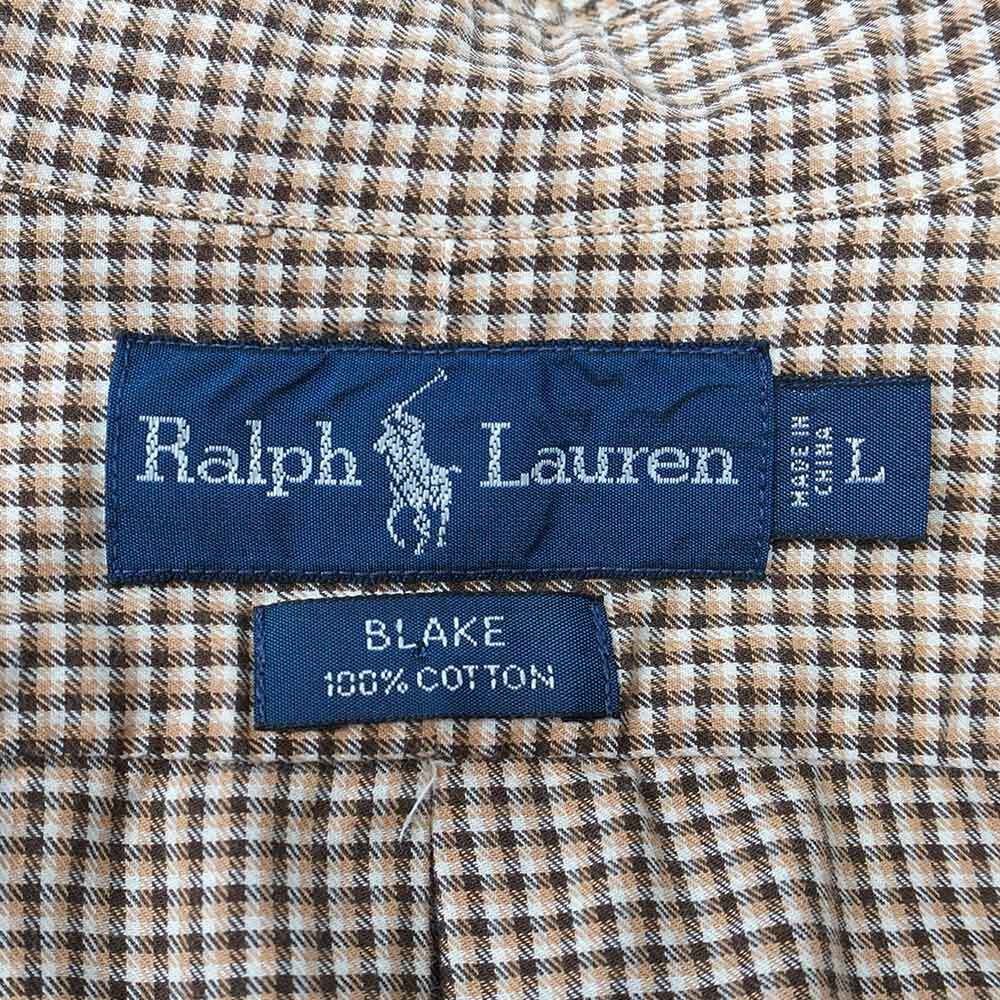 Ralph Lauren
MADE IN
CHINA
L
BLAKE
100% COTTON